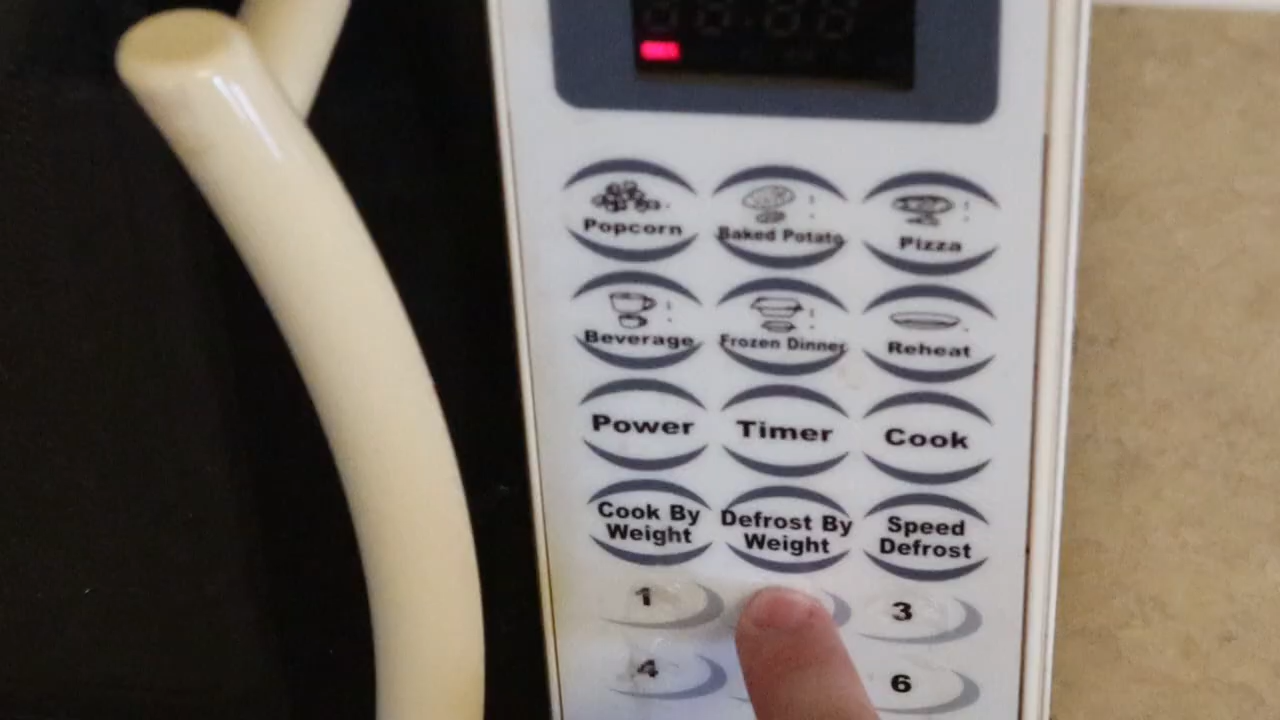 Popcorn
Baked Potato
Pizza
Beverage
Frozen Dinner
Reheat
Power
Timer
Cook
Cook By
Weight
Defrost By
Weight
Speed
Defrost
1
3
4
6